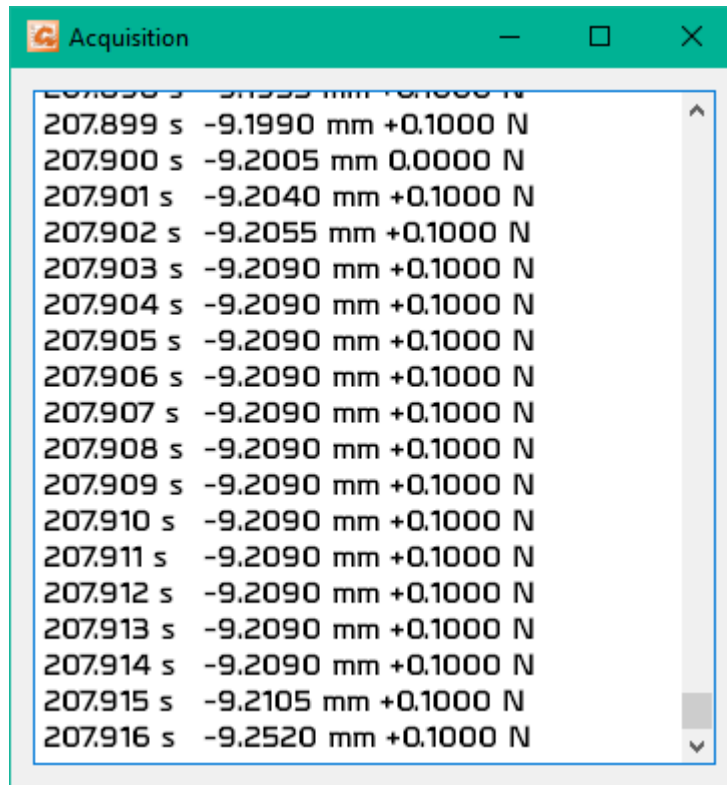 Acquisition
207.899 s -9.1990 mm +0.1000 N
207.900 s -9.2005 mm 0.0000 N
207.901 s -9.2040 mm +0.1000 N
207.902 s -9.2055 mm +0.1000 N
207.903 s -9.2090 mm +0.1000 N
207.904 s -9.2090 mm +0.1000 N
207.905 s -9.2090 mm +0.1000 N
207.906 s -9.2090 mm +0.1000 N
207.907 s -9.2090 mm +0.1000 N
207.908 s -9.2090 mm +0.1000 N
207.909 s -9.2090 mm +0.1000 N
207.910 s -9.2090 mm +0.1000 N
207.911 s -9.2090 mm +0.1000 N
207.912 s -9.2090 mm +0.1000 N
207.913 s -9.2090 mm +0.1000 N
207.914 s -9.2090 mm +0.1000 N
207.915 s -9.2105 mm +0.1000 N
207.916 s -9.2520 mm +0.1000 N